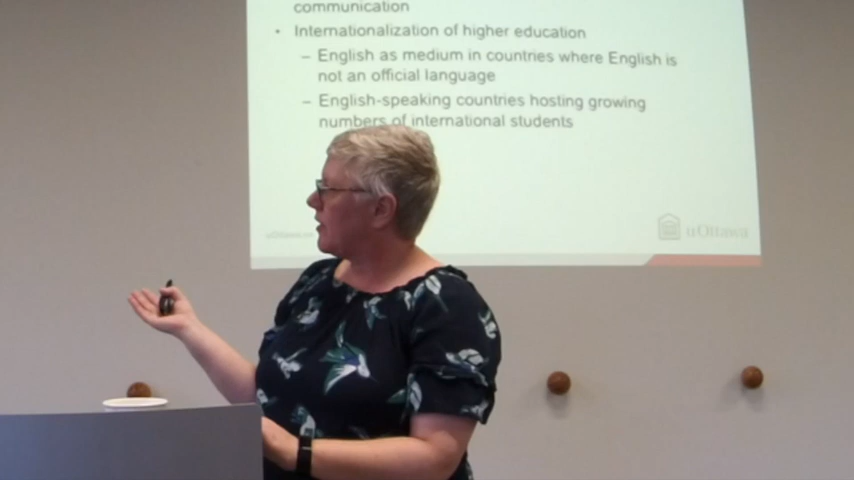 communication
• Internationalization of higher education
– English as medium in countries where English is
not an official language
– English-speaking countries hosting growing
numbers of international students
uOttawa